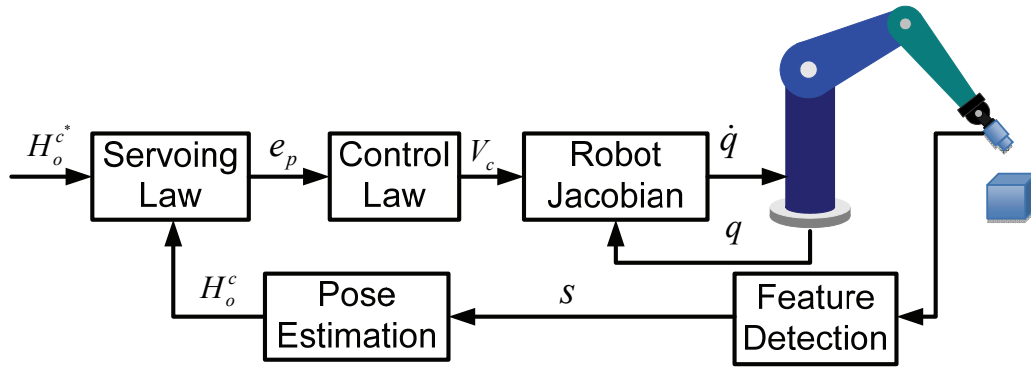 H_o^{c*}
Servoing
Law
e_p
Control
Law
V_c
Robot
Jacobian
q̇
q
H_o^c
Pose
Estimation
s
Feature
Detection